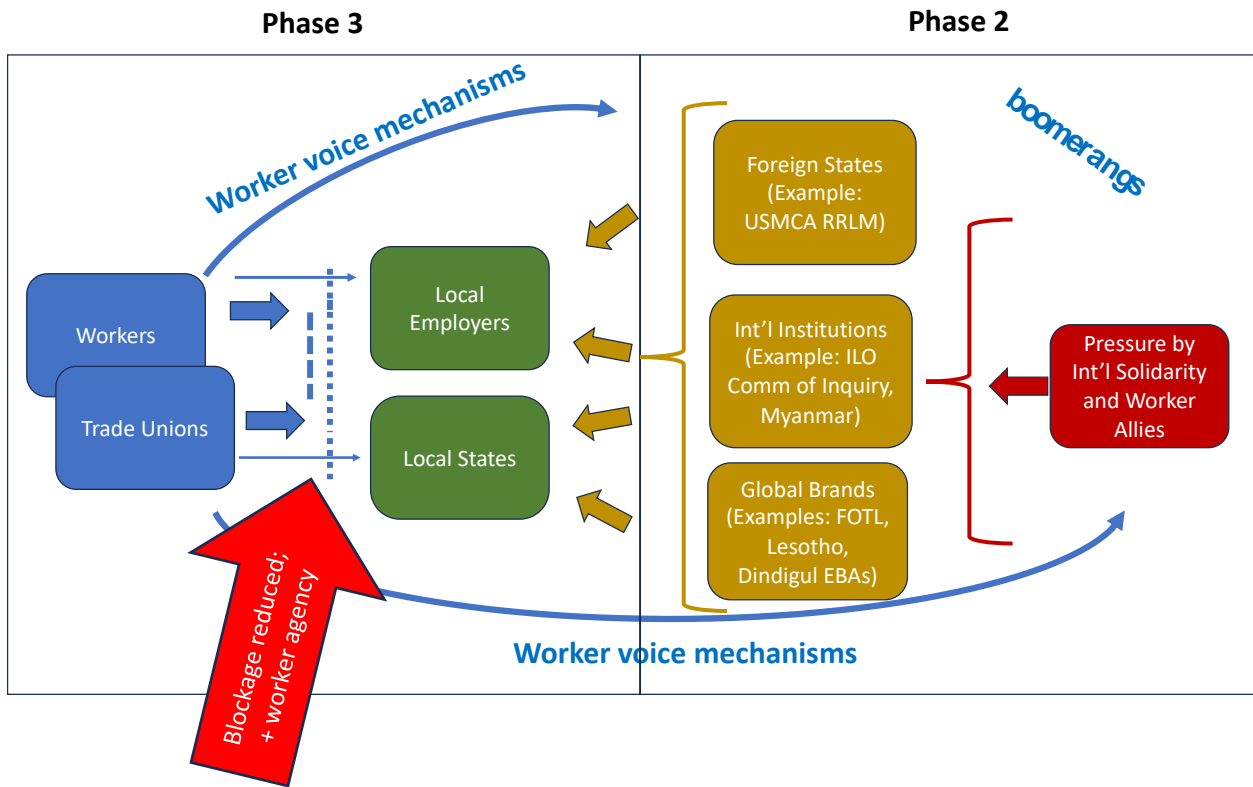 Phase 3
Phase 2
Worker voice mechanisms
boomerangs
Foreign States
(Example:
USMCA RRLM)
Workers
Trade Unions
Local
Employers
Local States
Int'l Institutions
(Example: ILO
Comm of Inquiry,
Myanmar)
Global Brands
(Examples: FOTL,
Lesotho,
Dindigul EBAs)
Pressure by
Int'l Solidarity
and Worker
Allies
Blockage reduced;
+ worker agency
Worker voice mechanisms